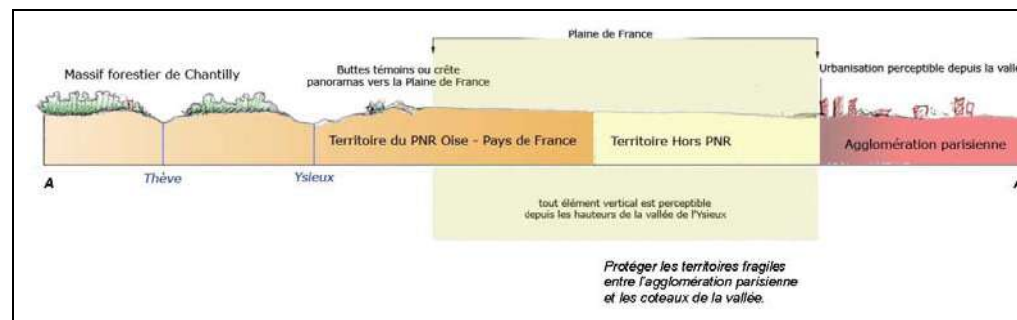 Plaine de France
Massif forestier de Chantilly
Buttes témoins ou crête
panoramas vers la Plaine de France
Urbanisation perceptible depuis la vallé
Territoire du PNR Oise - Pays de France
Territoire Hors PNR
Agglomération parisienne
A
Thève
Ysieux
tout élément vertical est perceptible
depuis les hauteurs de la vallée de l'Ysieux
Protéger les territoires fragiles
entre l'agglomération parisienne
et les coteaux de la vallée.